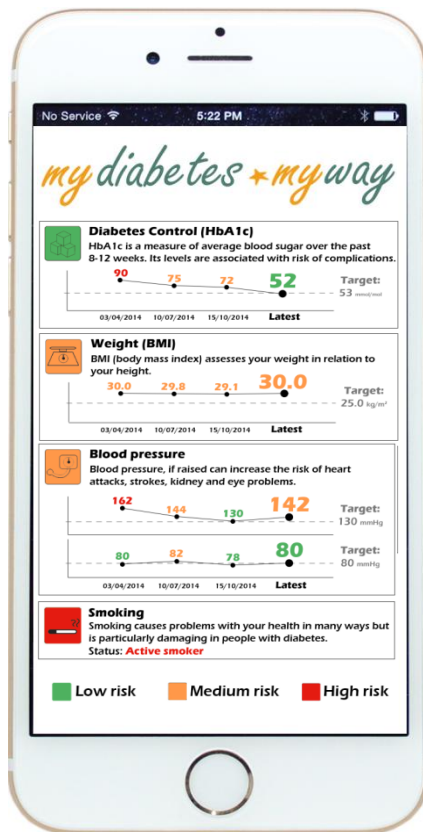 No Service 5:22 PM
my diabetes my way
Diabetes Control (HbA1c)
HbA1c is a measure of average blood sugar over the past
8-12 weeks. Its levels are associated with risk of complications.
90 75 72 52 Target:
53 mmol/mol
03/04/2014 10/07/2014 15/10/2014 Latest
Weight (BMI)
BMI (body mass index) assesses your weight in relation to
your height.
30.0 29.8 29.1 30.0 Target:
25.0 kg/m²
03/04/2014 10/07/2014 15/10/2014 Latest
Blood pressure
Blood pressure, if raised can increase the risk of heart
attacks, strokes, kidney and eye problems.
162 144 130 142 Target:
130 mmHg
80 82 78 80 Target:
80 mmHg
03/04/2014 10/07/2014 15/10/2014 Latest
Smoking
Smoking causes problems with your health in many ways but
is particularly damaging in people with diabetes.
Status: Active smoker
Low risk Medium risk High risk